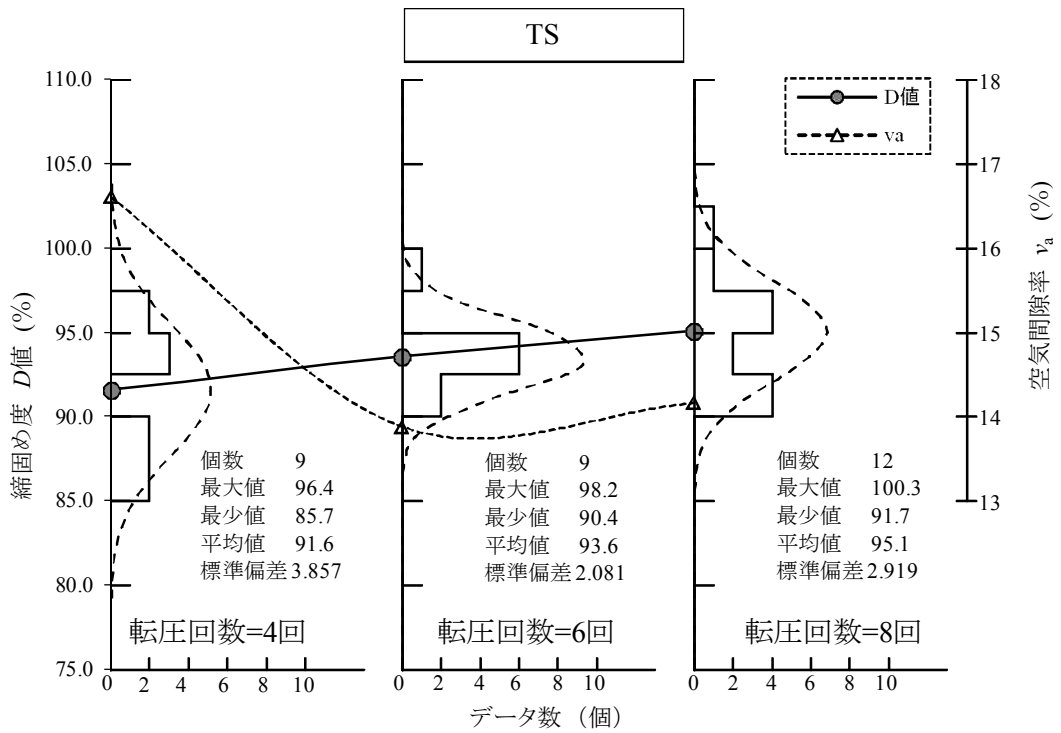 TS
締固め度 D値 (%)
110.0
105.0
100.0
95.0
90.0
85.0
80.0
75.0
D値
va
18
17
16
15
14
13
空気間隙率 va (%)
個数 9
最大値 96.4
最少値 85.7
平均値 91.6
標準偏差 3.857
転圧回数=4回
個数 9
最大値 98.2
最少値 90.4
平均値 93.6
標準偏差 2.081
転圧回数=6回
個数 12
最大値 100.3
最少値 91.7
平均値 95.1
標準偏差 2.919
転圧回数=8回
0 2 4 6 8 10
0 2 4 6 8 10
0 2 4 6 8 10
データ数 (個)